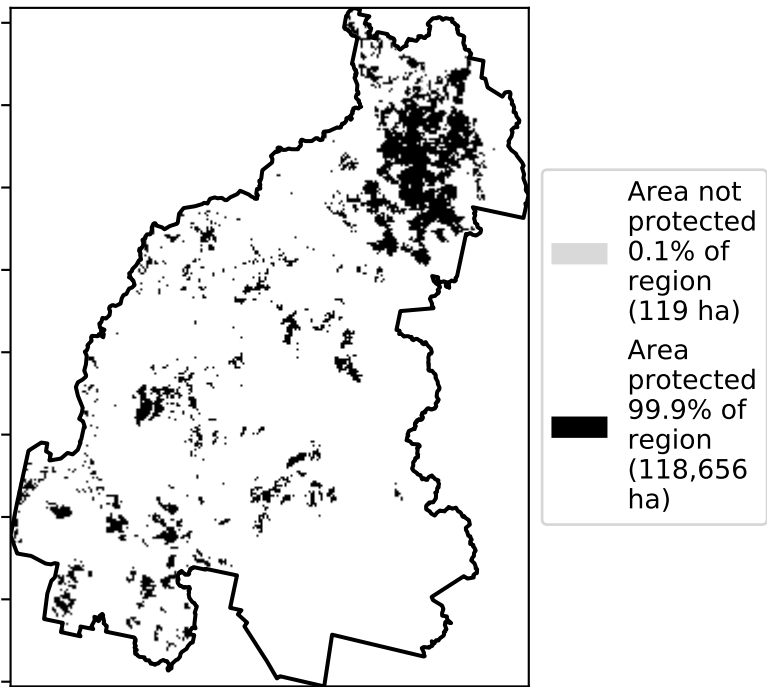 Area not
protected
0.1% of
region
(119 ha)
Area
protected
99.9% of
region
(118,656
ha)